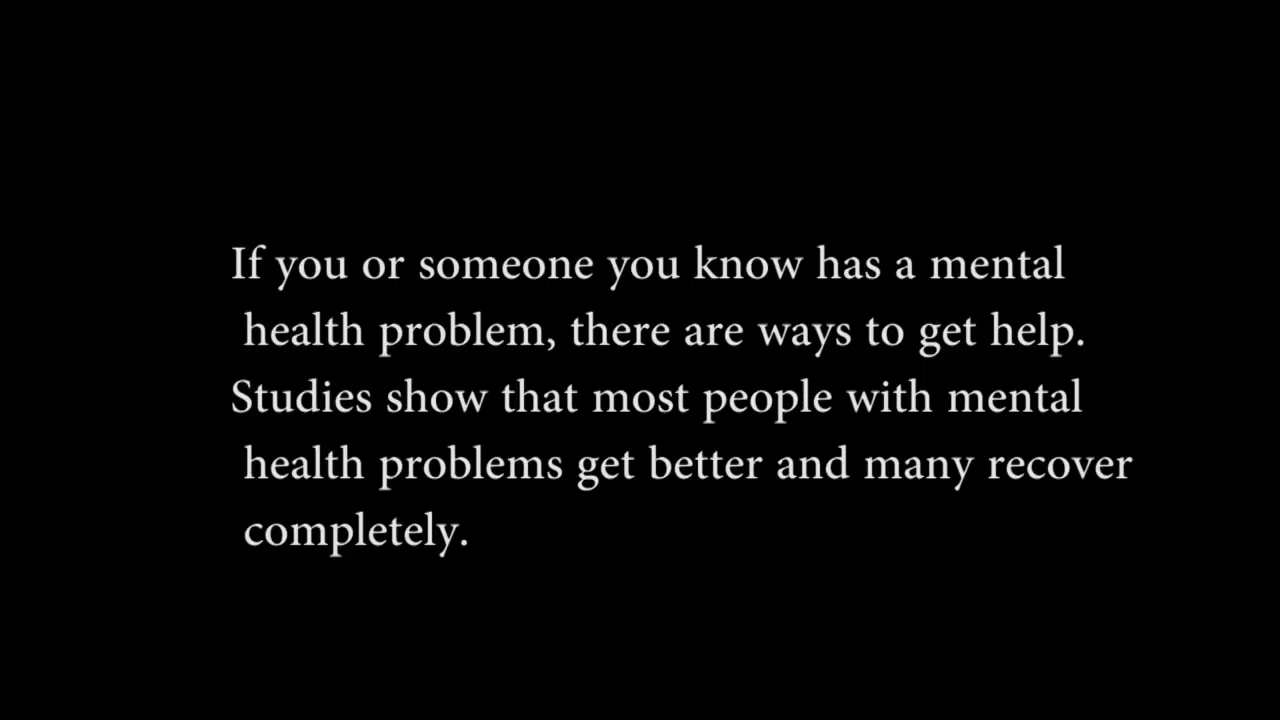 If you or someone you know has a mental
health problem, there are ways to get help.
Studies show that most people with mental
health problems get better and many recover
completely.